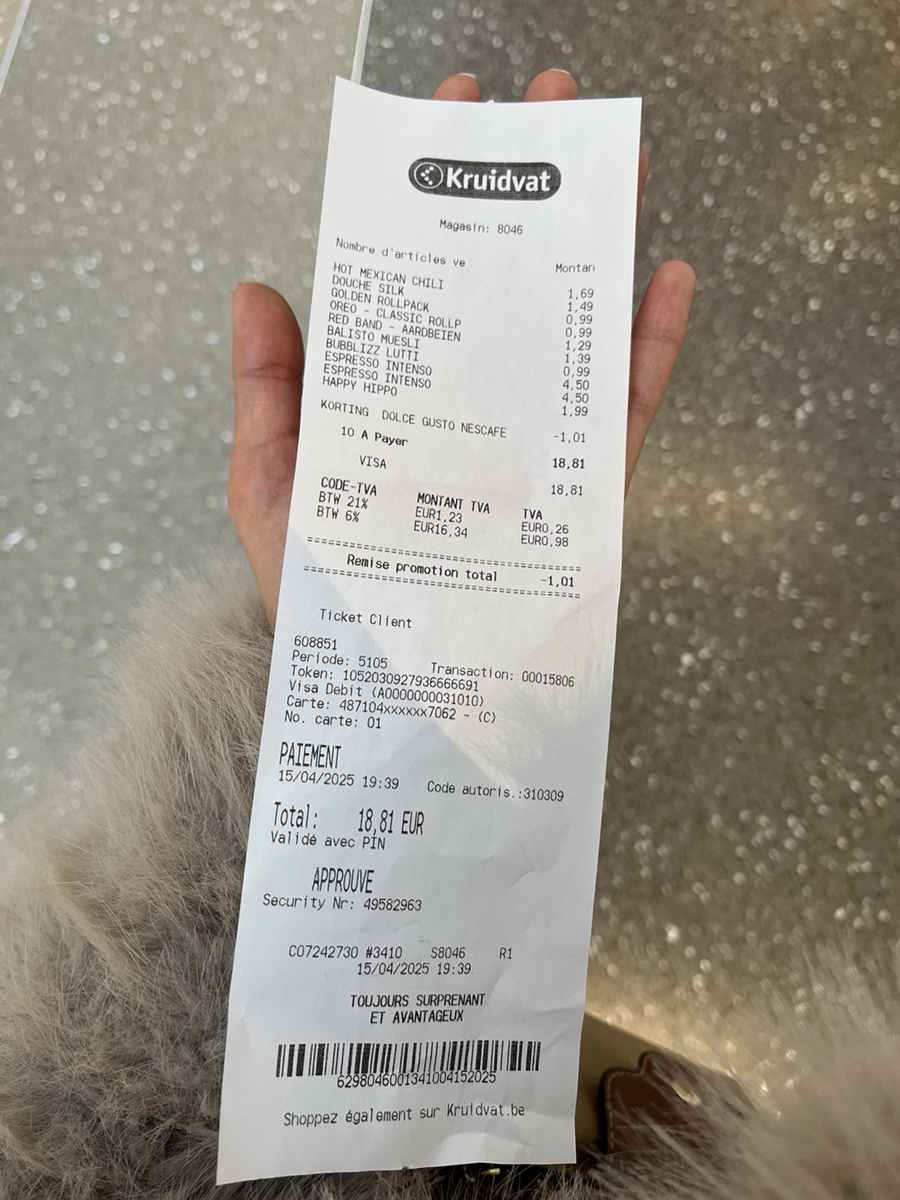 Kruidvat
Magasin: 8046
Nombre d'articles ve Montan
HOT MEXICAN CHILI 1,69
DOUCHE SILK 1,49
GOLDEN ROLLPACK 0,99
OREO - CLASSIC ROLLP 0,99
RED BAND - AARDBEIEN 1,29
BALISTO MUESLI 1,39
BUBBLIZZ LUTTI 0,99
ESPRESSO INTENSO 4,50
ESPRESSO INTENSO 4,50
HAPPY HIPPO 1,99
KORTING DOLCE GUSTO NESCAFE -1,01
10 A Payer 18,81
VISA 18,81
CODE-TVA MONTANT TVA TVA
BTW 21% EUR1,23 EUR0,26
BTW 6% EUR16,34 EUR0,98
================================
Remise promotion total -1,01
================================
Ticket Client
608851
Periode: 5105 Transaction: 00015806
Token: 1052030927936666691
Visa Debit (A0000000031010)
Carte: 487104xxxxxx7062 - (C)
No. carte: 01
PAIEMENT
15/04/2025 19:39 Code autoris.:310309
Total: 18,81 EUR
Validé avec PIN
APPROUVE
Security Nr: 49582963
C07242730 #3410 S8046 R1
15/04/2025 19:39
TOUJOURS SURPRENANT
ET AVANTAGEUX
6298046001341004152025
Shoppez également sur Kruidvat.be